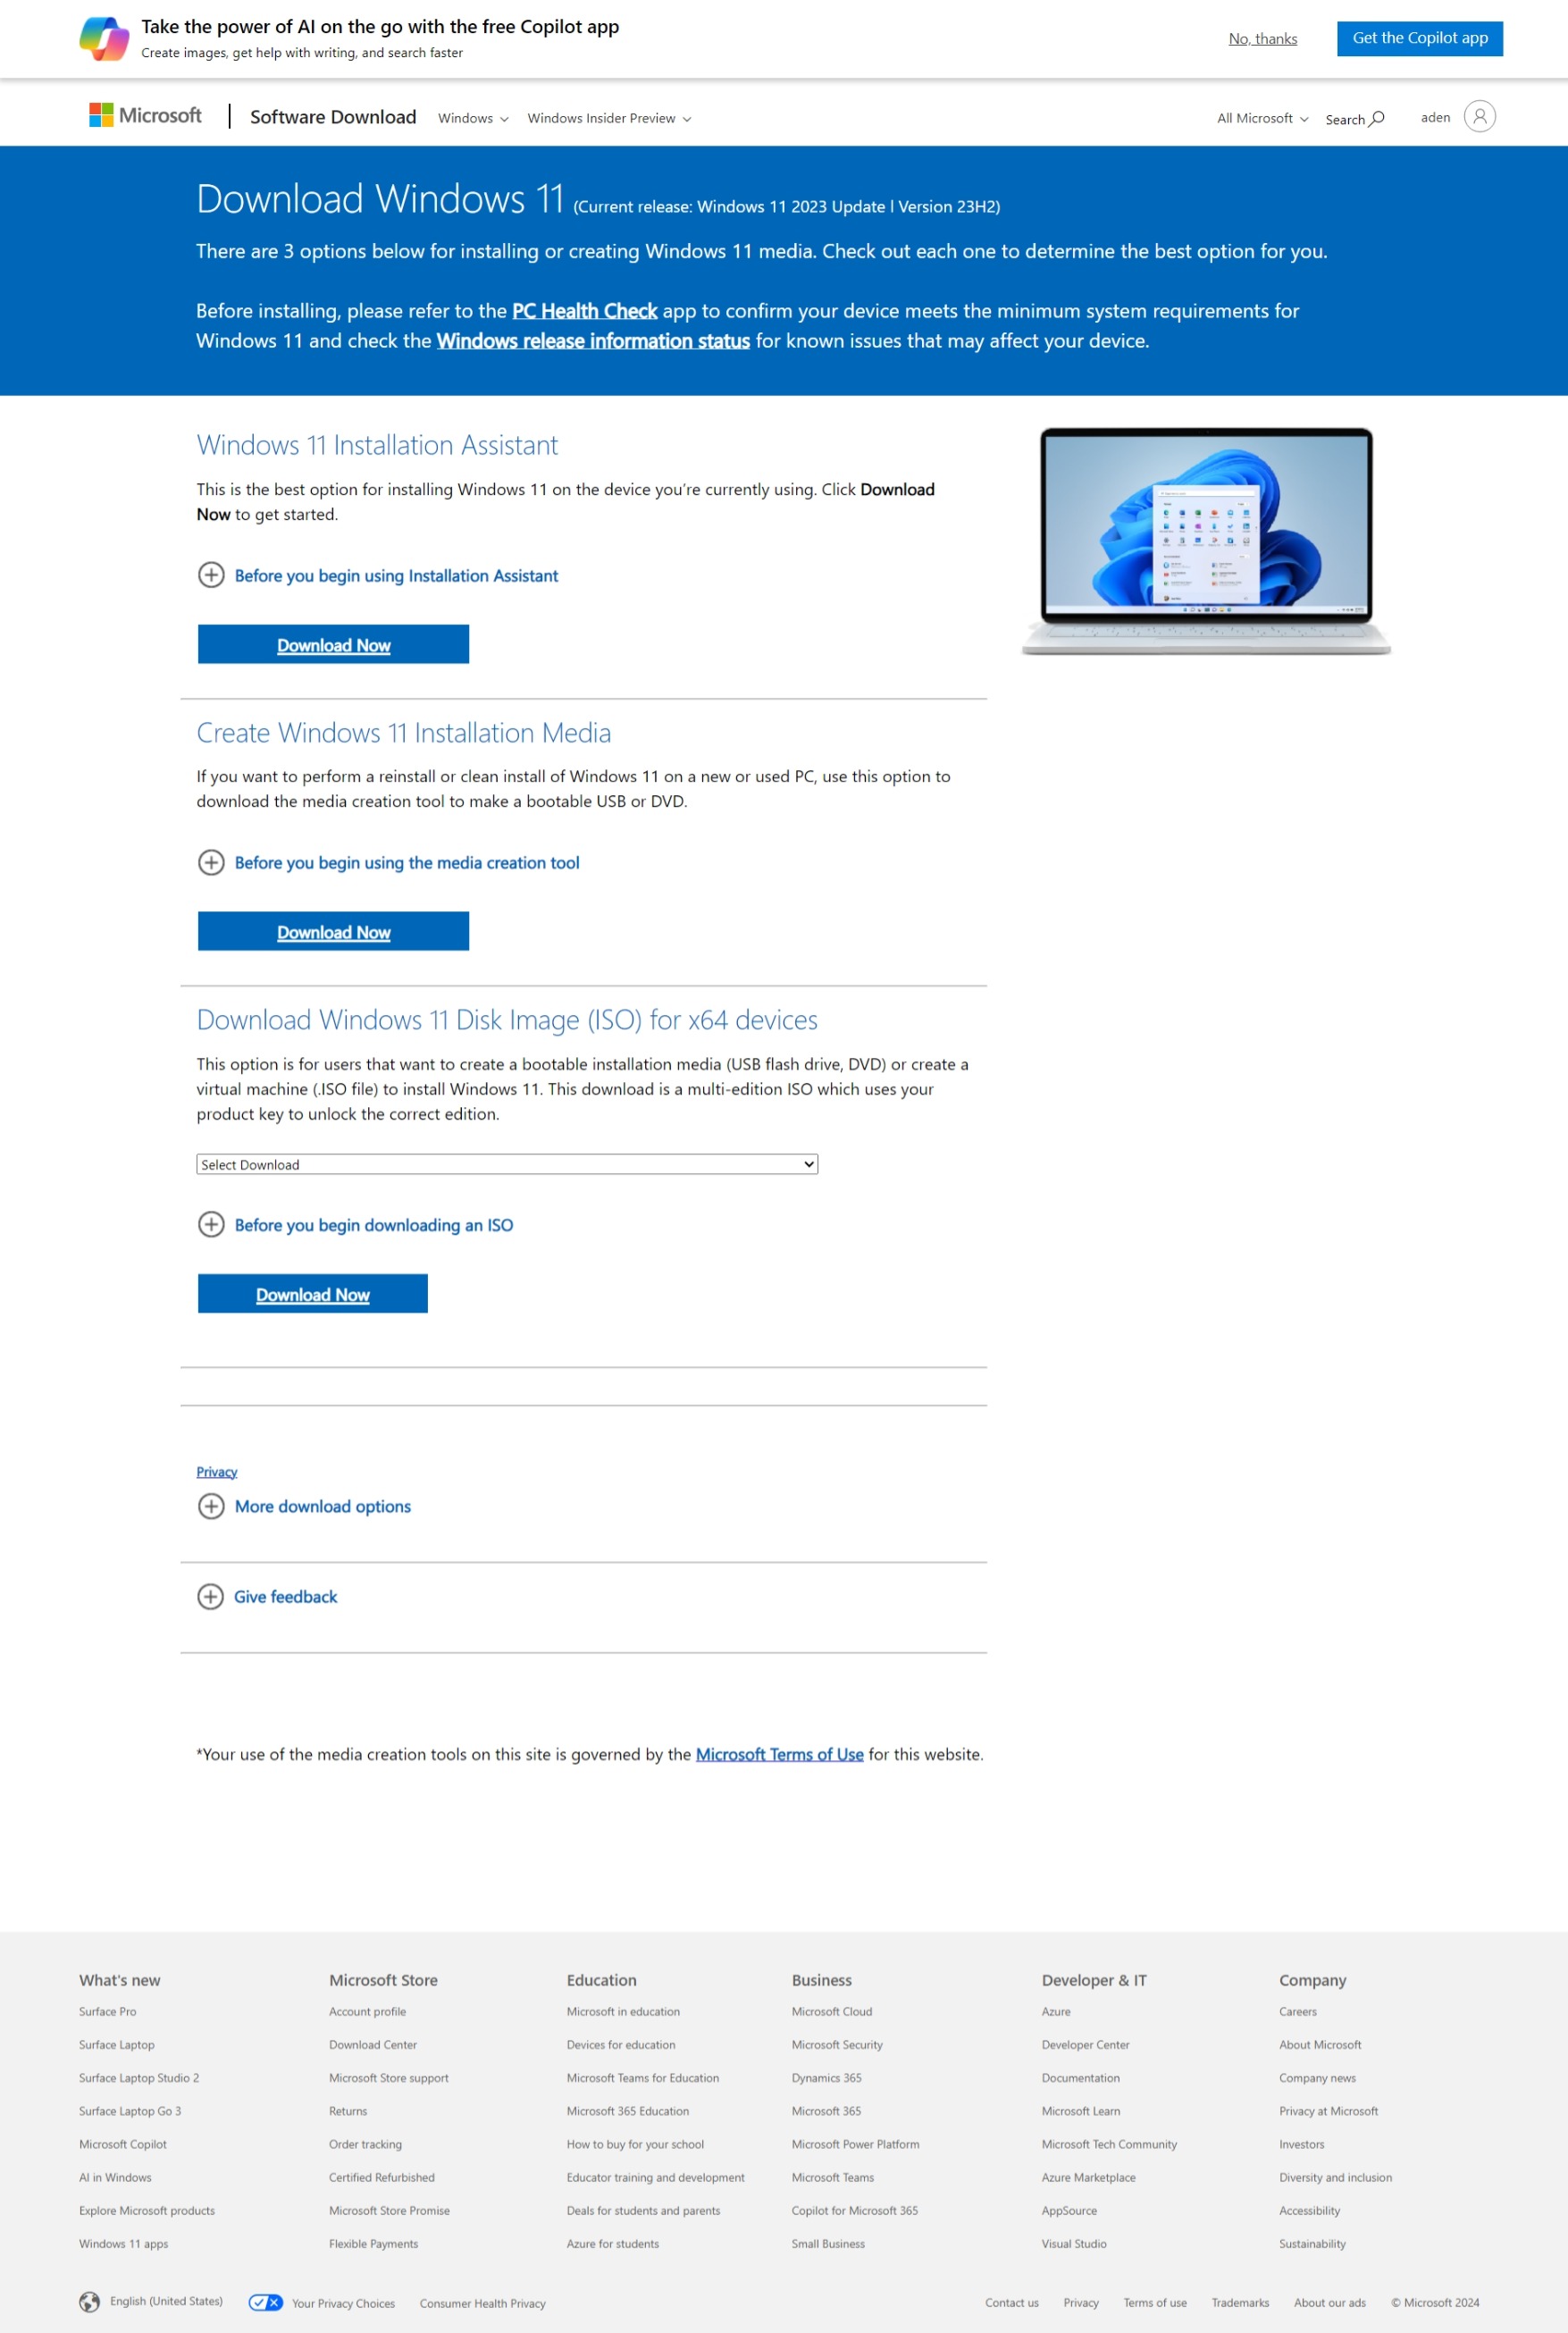 Take the power of AI on the go with the free Copilot app
Create images, get help with writing, and search faster
No, thanks
Get the Copilot app
Microsoft
Software Download
Windows
Windows Insider Preview
All Microsoft
Search
aden
Download Windows 11 (Current release: Windows 11 2023 Update l Version 23H2)
There are 3 options below for installing or creating Windows 11 media. Check out each one to determine the best option for you.
Before installing, please refer to the PC Health Check app to confirm your device meets the minimum system requirements for
Windows 11 and check the Windows release information status for known issues that may affect your device.
Windows 11 Installation Assistant
This is the best option for installing Windows 11 on the device you're currently using. Click Download
Now to get started.
Before you begin using Installation Assistant
Download Now
Create Windows 11 Installation Media
If you want to perform a reinstall or clean install of Windows 11 on a new or used PC, use this option to
download the media creation tool to make a bootable USB or DVD.
Before you begin using the media creation tool
Download Now
Download Windows 11 Disk Image (ISO) for x64 devices
This option is for users that want to create a bootable installation media (USB flash drive, DVD) or create a
virtual machine (.ISO file) to install Windows 11. This download is a multi-edition ISO which uses your
product key to unlock the correct edition.
Select Download
Before you begin downloading an ISO
Download Now
Privacy
More download options
Give feedback
*Your use of the media creation tools on this site is governed by the Microsoft Terms of Use for this website.
What's new
Surface Pro
Surface Laptop
Surface Laptop Studio 2
Surface Laptop Go 3
Microsoft Copilot
AI in Windows
Explore Microsoft products
Windows 11 apps
Microsoft Store
Account profile
Download Center
Microsoft Store support
Returns
Order tracking
Certified Refurbished
Microsoft Store Promise
Flexible Payments
Education
Microsoft in education
Devices for education
Microsoft Teams for Education
Microsoft 365 Education
How to buy for your school
Educator training and development
Deals for students and parents
Azure for students
Business
Microsoft Cloud
Microsoft Security
Dynamics 365
Microsoft 365
Microsoft Power Platform
Microsoft Teams
Copilot for Microsoft 365
Small Business
Developer & IT
Azure
Developer Center
Documentation
Microsoft Learn
Microsoft Tech Community
Azure Marketplace
AppSource
Visual Studio
Company
Careers
About Microsoft
Company news
Privacy at Microsoft
Investors
Diversity and inclusion
Accessibility
Sustainability
English (United States)
Your Privacy Choices
Consumer Health Privacy
Contact us
Privacy
Terms of use
Trademarks
About our ads
© Microsoft 2024